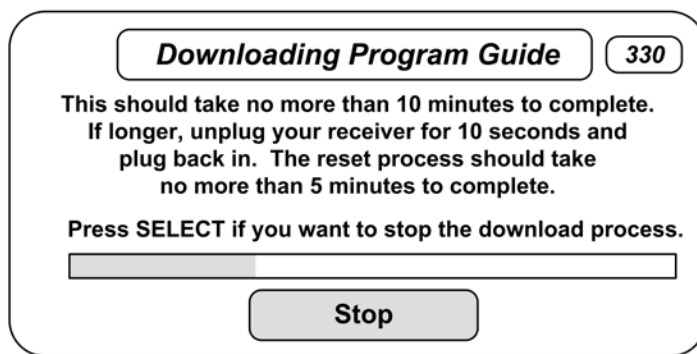 Downloading Program Guide 330
This should take no more than 10 minutes to complete.
If longer, unplug your receiver for 10 seconds and
plug back in. The reset process should take
no more than 5 minutes to complete.
Press SELECT if you want to stop the download process.
Stop